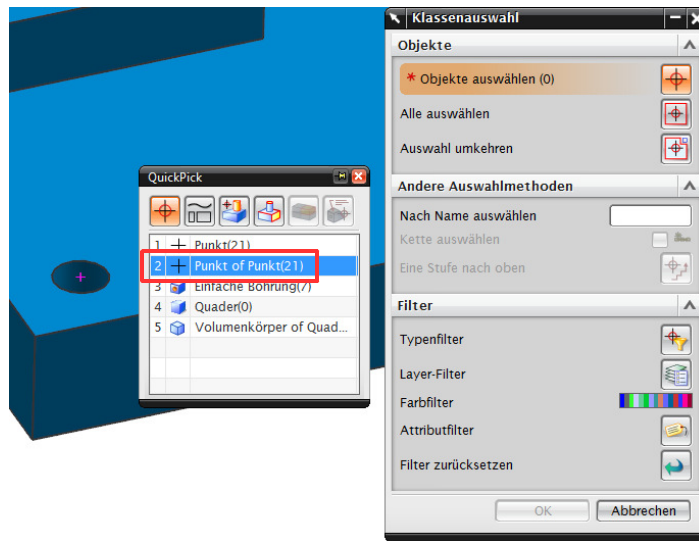 Klassenauswahl
Objekte
* Objekte auswählen (0)
Alle auswählen
Auswahl umkehren
Andere Auswahlmethoden
Nach Name auswählen
Kette auswählen
Eine Stufe nach oben
Filter
Typenfilter
Layer-Filter
Farbfilter
Attributfilter
Filter zurücksetzen
OK Abbrechen
QuickPick
1 Punkt(21)
2 Punkt of Punkt(21)
3 Einfache Bohrung(7)
4 Quader(0)
5 Volumenkörper of Quad...